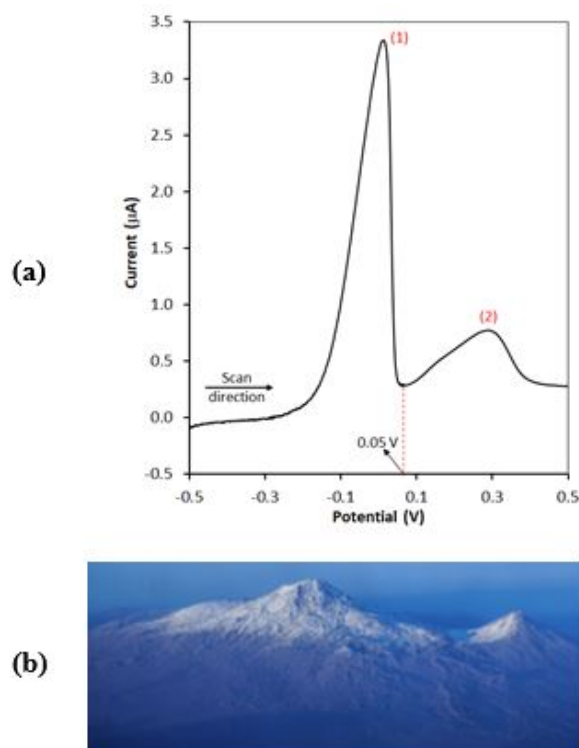 (a)
Current (μA)
3.5
3.0
2.5
2.0
1.5
1.0
0.5
0.0
-0.5
(1)
(2)
Scan
direction
0.05 V
-0.5 -0.3 -0.1 0.1 0.3 0.5
Potential (V)
(b)